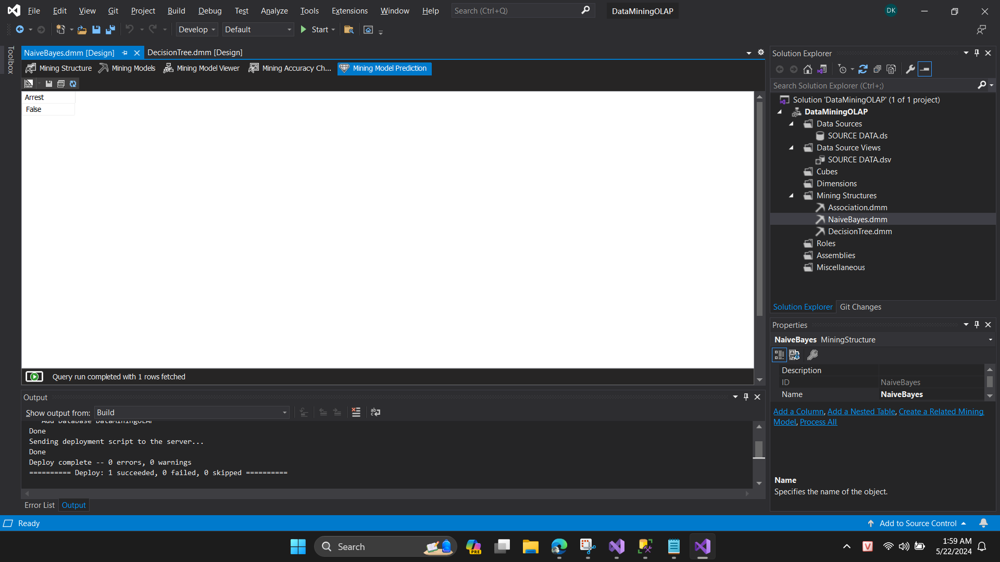 File Edit View Git Project Build Debug Test Analyze Tools Extensions Window Help Search (Ctrl+Q) DataMiningOLAP DK
Develop Default Start
Toolbox
NaiveBayes.dmm [Design] DecisionTree.dmm [Design]
Mining Structure Mining Models Mining Model Viewer Mining Accuracy Ch... Mining Model Prediction
Arrest
False
Query run completed with 1 rows fetched
Output
Show output from: Build
Add Database DataMiningOLAP
Done
Sending deployment script to the server...
Done
Deploy complete -- 0 errors, 0 warnings
========== Deploy: 1 succeeded, 0 failed, 0 skipped ==========
Error List Output
Solution Explorer
Search Solution Explorer (Ctrl+;)
Solution 'DataMiningOLAP' (1 of 1 project)
DataMiningOLAP
Data Sources
SOURCE DATA.ds
Data Source Views
SOURCE DATA.dsv
Cubes
Dimensions
Mining Structures
Association.dmm
NaiveBayes.dmm
DecisionTree.dmm
Roles
Assemblies
Miscellaneous
Solution Explorer Git Changes
Properties
NaiveBayes MiningStructure
Description
ID NaiveBayes
Name NaiveBayes
Add a Column, Add a Nested Table, Create a Related Mining
Model, Process All
Name
Specifies the name of the object.
Ready Add to Source Control
Search PRE V 1:59 AM
5/22/2024